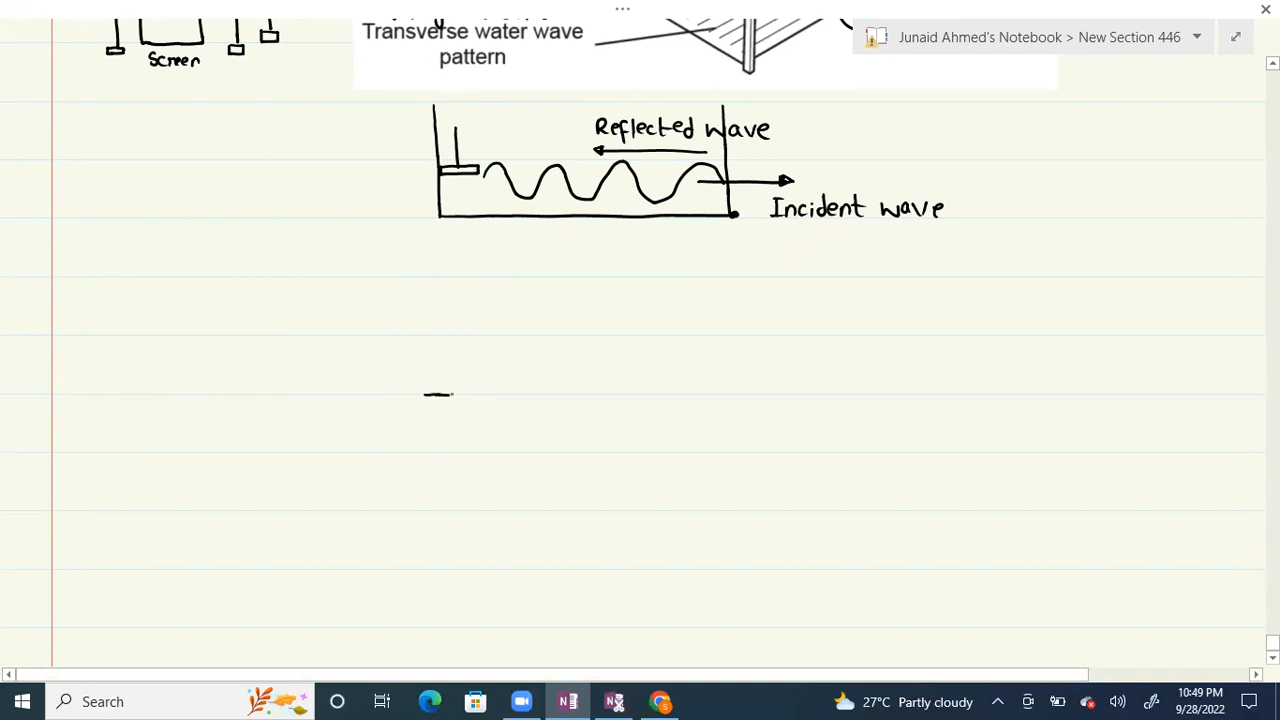 Junaid Ahmed's Notebook > New Section 446
Transverse water wave
pattern
Screen
Reflected wave
Incident wave
Search
27°C Partly cloudy
10:49 PM
9/28/2022